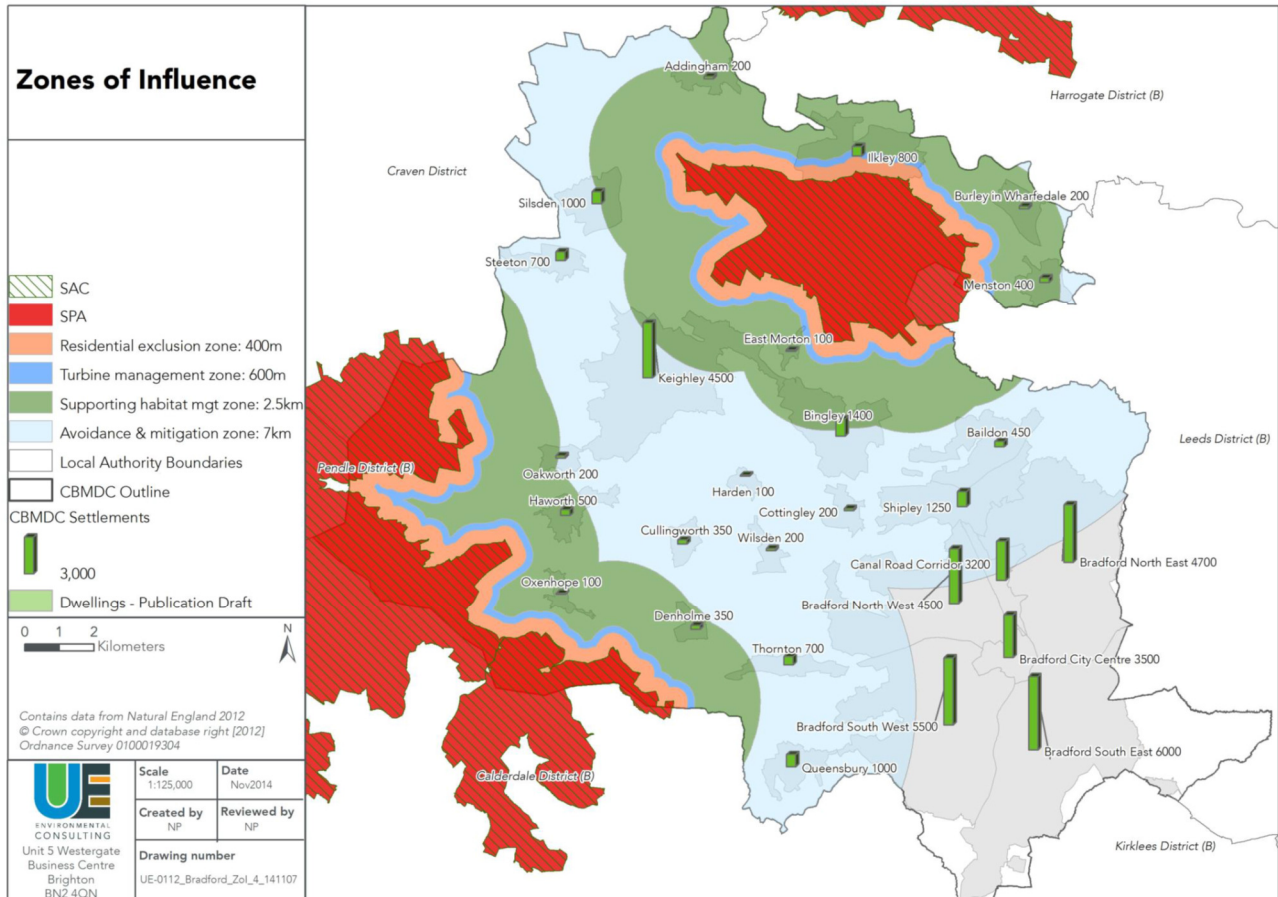 Zones of Influence
SAC
SPA
Residential exclusion zone: 400m
Turbine management zone: 600m
Supporting habitat mgt zone: 2.5km
Avoidance & mitigation zone: 7km
Local Authority Boundaries
CBMDC Outline
CBMDC Settlements
3,000
Dwellings - Publication Draft
0 1 2
Kilometers
N
Contains data from Natural England 2012
© Crown copyright and database right [2012]
Ordnance Survey 0100019304
UE
ENVIRONMENTAL
CONSULTING
Unit 5 Westergate
Business Centre
Brighton
BN2 4QN
Scale
1:125,000
Date
Nov2014
Created by
NP
Reviewed by
NP
Drawing number
UE-0112_Bradford_ZoI_4_141107
Addingham 200
Harrogate District (B)
Ilkley 800
Craven District
Silsden 1000
Burley in Wharfedale 200
Steeton 700
Menston 400
East Morton 100
Keighley 4500
Bingley 1400
Baildon 450
Leeds District (B)
Pendle District (B)
Oakworth 200
Harden 100
Haworth 500
Cottingley 200
Shipley 1250
Cullingworth 350
Wilsden 200
Canal Road Corridor 3200
Bradford North East 4700
Oxenhope 100
Bradford North West 4500
Denholme 350
Thornton 700
Bradford City Centre 3500
Bradford South West 5500
Bradford South East 6000
Queensbury 1000
Calderdale District (B)
Kirklees District (B)